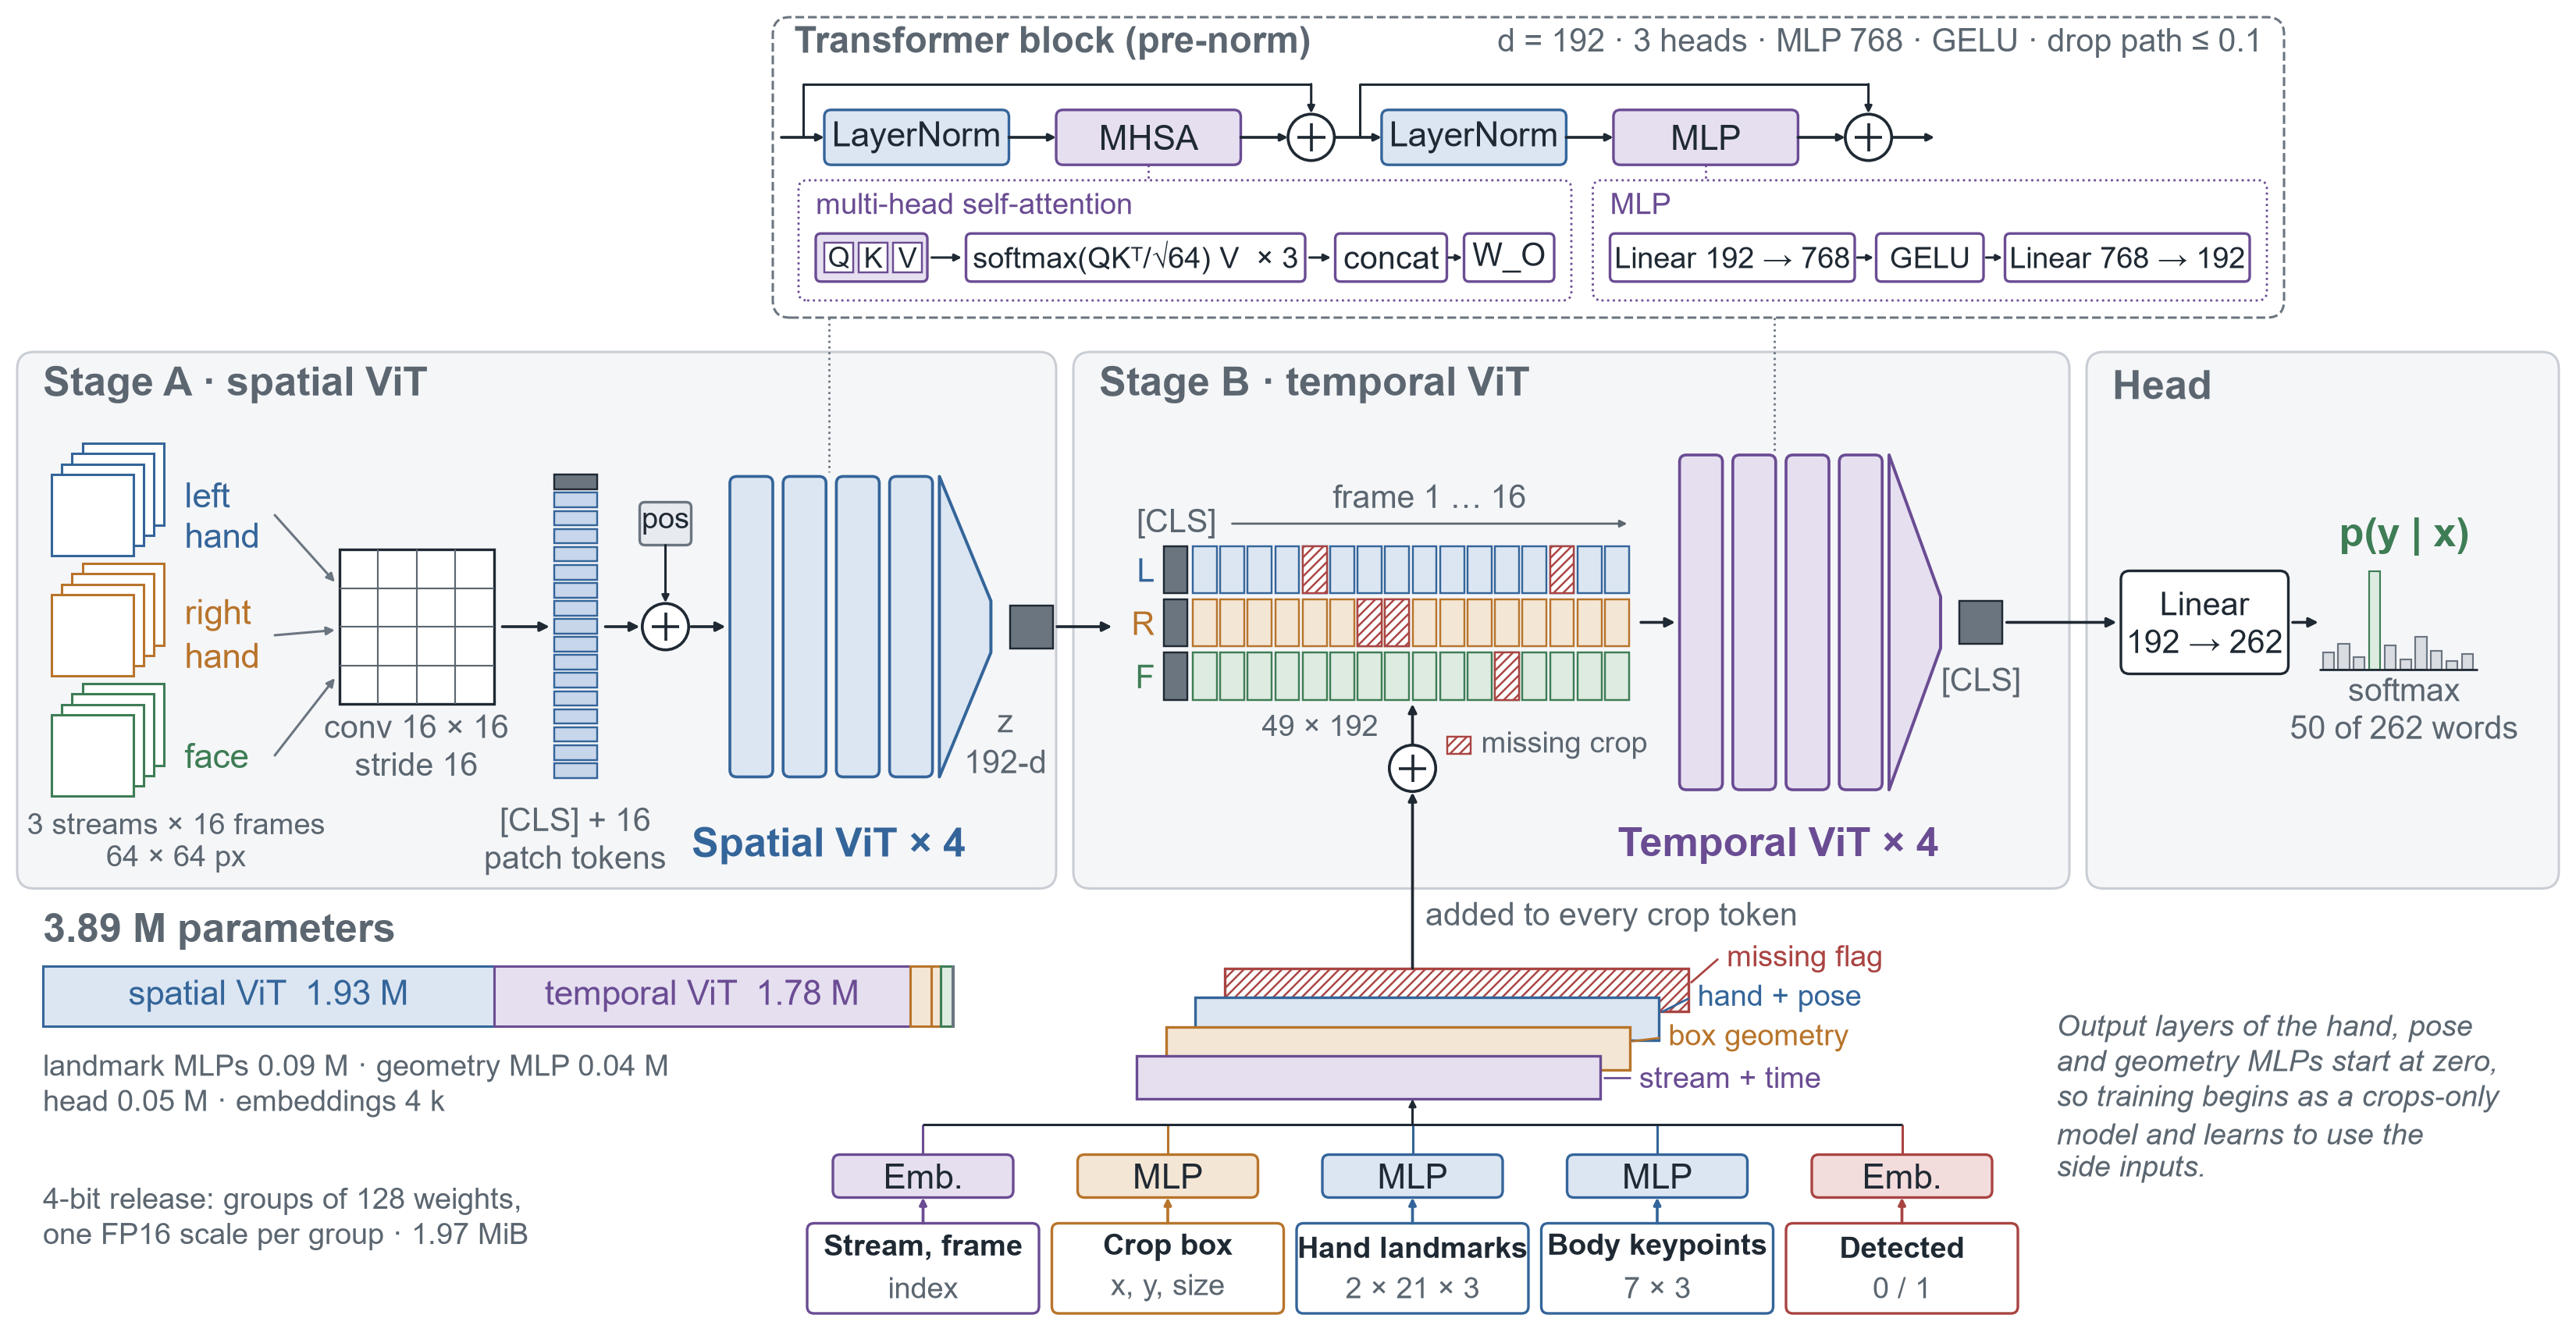 Transformer block (pre-norm)
d = 192 · 3 heads · MLP 768 · GELU · drop path ≤ 0.1
LayerNorm
MHSA
LayerNorm
MLP
multi-head self-attention
Q K V
softmax(QKᵀ/√64) V × 3
concat
W_O
MLP
Linear 192 → 768
GELU
Linear 768 → 192
Stage A · spatial ViT
left
hand
right
hand
face
3 streams × 16 frames
64 × 64 px
conv 16 × 16
stride 16
[CLS] + 16
patch tokens
pos
Spatial ViT × 4
z
192-d
Stage B · temporal ViT
[CLS]
frame 1 … 16
L
R
F
49 × 192
missing crop
Temporal ViT × 4
[CLS]
Head
Linear
192 → 262
p(y | x)
softmax
50 of 262 words
3.89 M parameters
spatial ViT 1.93 M
temporal ViT 1.78 M
landmark MLPs 0.09 M · geometry MLP 0.04 M
head 0.05 M · embeddings 4 k
4-bit release: groups of 128 weights,
one FP16 scale per group · 1.97 MiB
added to every crop token
missing flag
hand + pose
box geometry
stream + time
Emb.
MLP
MLP
MLP
Emb.
Stream, frame
index
Crop box
x, y, size
Hand landmarks
2 × 21 × 3
Body keypoints
7 × 3
Detected
0 / 1
Output layers of the hand, pose
and geometry MLPs start at zero,
so training begins as a crops-only
model and learns to use the
side inputs.